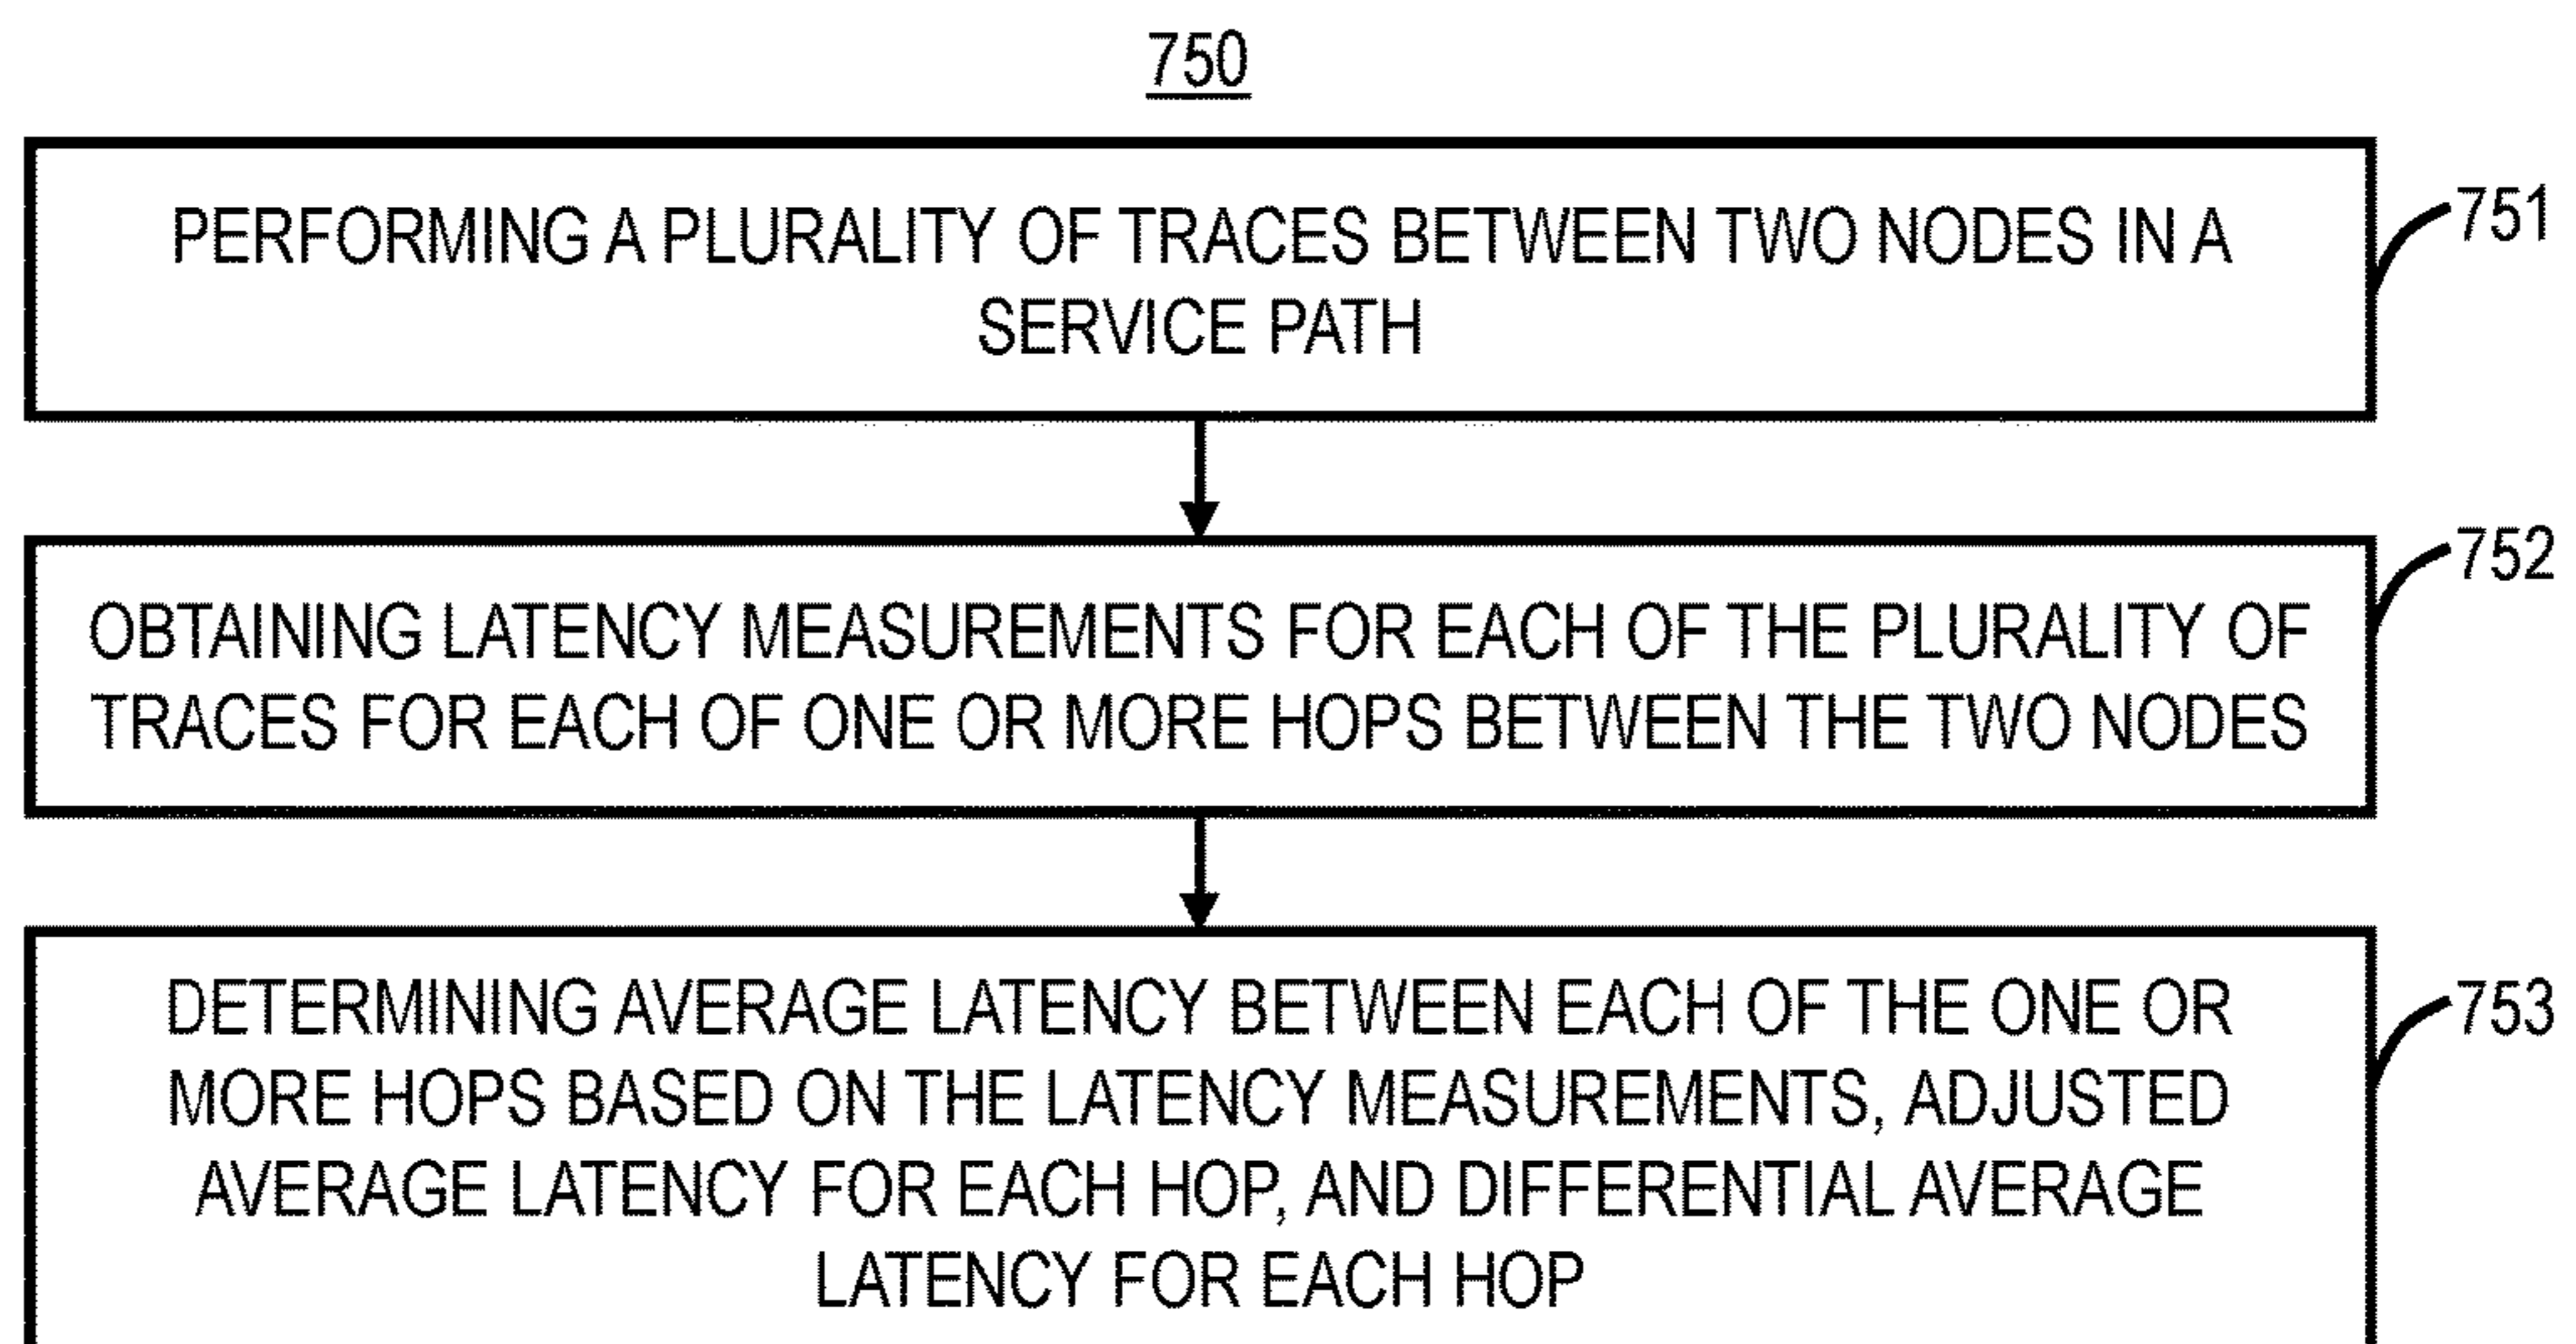 750
PERFORMING A PLURALITY OF TRACES BETWEEN TWO NODES IN A
SERVICE PATH
751
OBTAINING LATENCY MEASUREMENTS FOR EACH OF THE PLURALITY OF
TRACES FOR EACH OF ONE OR MORE HOPS BETWEEN THE TWO NODES
752
DETERMINING AVERAGE LATENCY BETWEEN EACH OF THE ONE OR
MORE HOPS BASED ON THE LATENCY MEASUREMENTS, ADJUSTED
AVERAGE LATENCY FOR EACH HOP, AND DIFFERENTIAL AVERAGE
LATENCY FOR EACH HOP
753